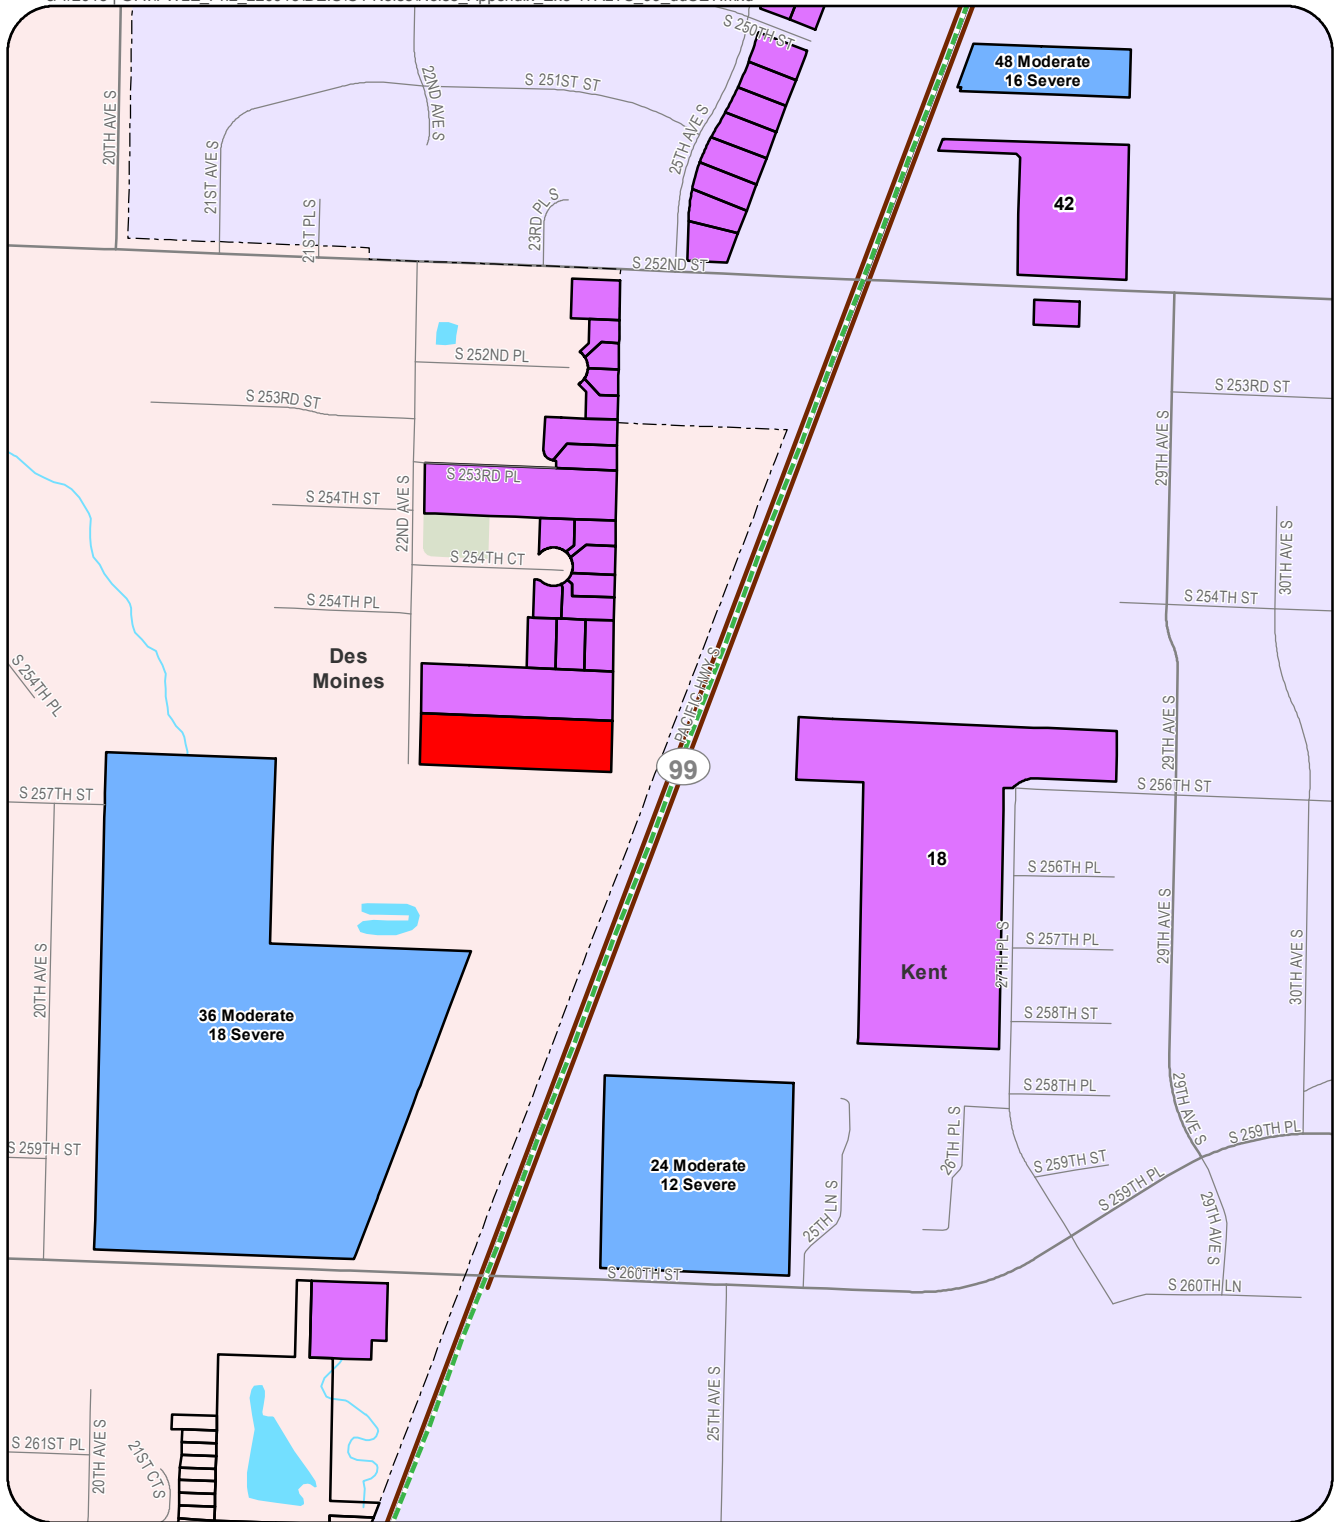 S 250TH ST
48 Moderate
16 Severe
22ND AVE S
S 251ST ST
20TH AVE S
25TH AVE S
21ST AVE S
42
21ST PL S
23RD PL S
S 252ND ST
S 252ND PL
S 253RD ST
S 253RD ST
29TH AVE S
S 253RD PL
S 254TH ST
22ND AVE S
30TH AVE S
S 254TH CT
S 254TH PL
S 254TH ST
Des
Moines
S 254TH PL
PACIFIC HWY S
29TH AVE S
99
S 257TH ST
S 256TH ST
18
S 256TH PL
29TH AVE S
27TH PL S
S 257TH PL
20TH AVE S
30TH AVE S
Kent
36 Moderate
18 Severe
S 258TH ST
S 258TH PL
29TH AVE S
26TH PL S
S 259TH PL
S 259TH ST
S 259TH ST
24 Moderate
12 Severe
S 259TH PL
25TH LN S
29TH AVE S
S 260TH ST
S 260TH LN
25TH AVE S
S 261ST PL
20TH AVE S
21ST CT S